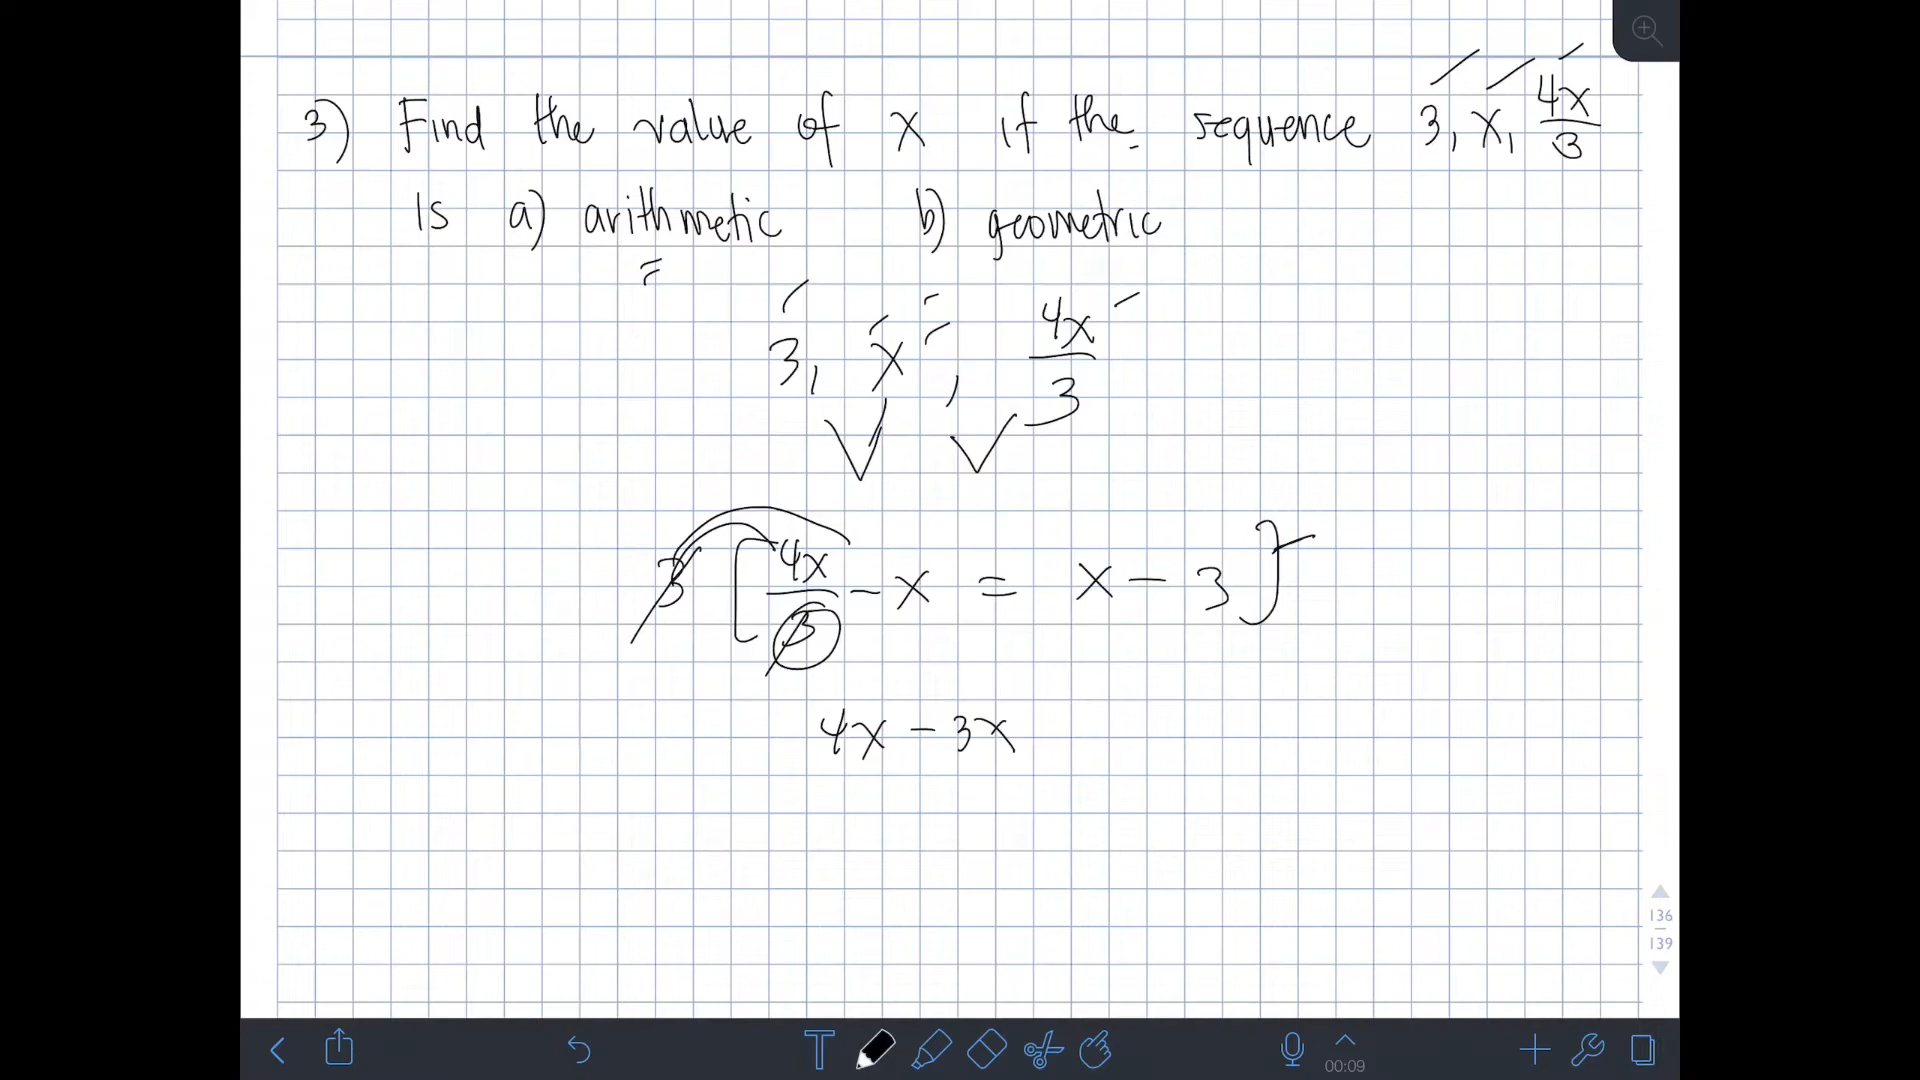 3) Find the value of x if the sequence 3, x, 4x/3
Is a) arithmetic b) geometric
3, x, 4x/3
3 [4x/3 - x = x - 3]
4x - 3x
136
139
T
00:09